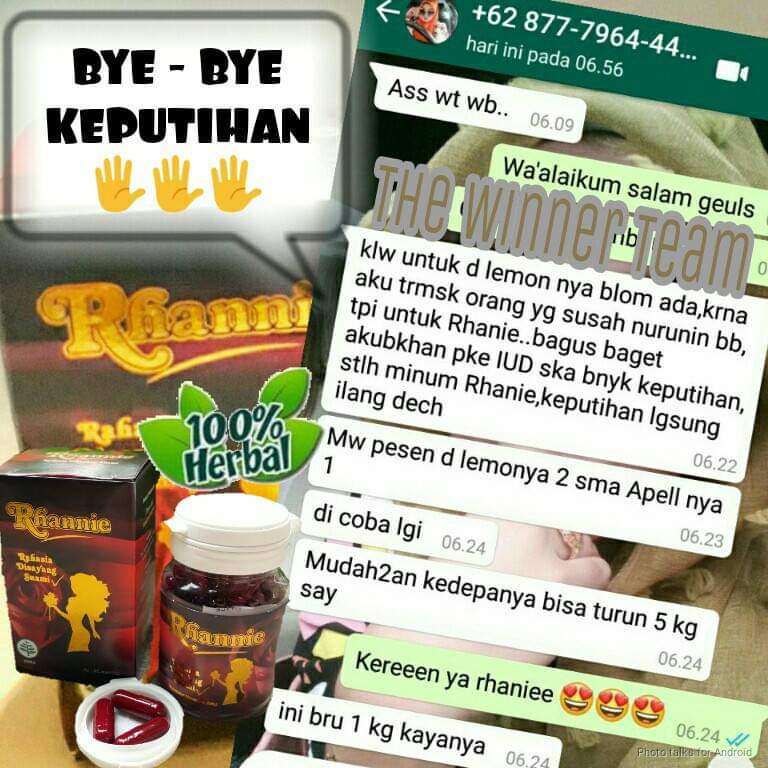 BYE - BYE
KEPUTIHAN
🖐🖐🖐
+62 877-7964-44...
hari ini pada 06.56
Ass wt wb.. 06.09
Wa'alaikum salam geuls
THE WINNER TEAM
klw untuk d lemon nya blom ada,krna
aku trmsk orang yg susah nurunin bb,
tpi untuk Rhanie..bagus baget
akubkhan pke IUD ska bnyk keputihan,
stlh minum Rhanie,keputihan lgsung
ilang dech
06.22
Mw pesen d lemonya 2 sma Apell nya
1
06.23
di coba lgi 06.24
Mudah2an kedepanya bisa turun 5 kg
say
06.24
Kereeen ya rhaniee 😍😍😍
06.24
ini bru 1 kg kayanya
06.24
Rhanni
100%
Herbal
Rhannie
Rahasia
Disayang
Suami
Rhannie
Photo talks for Android